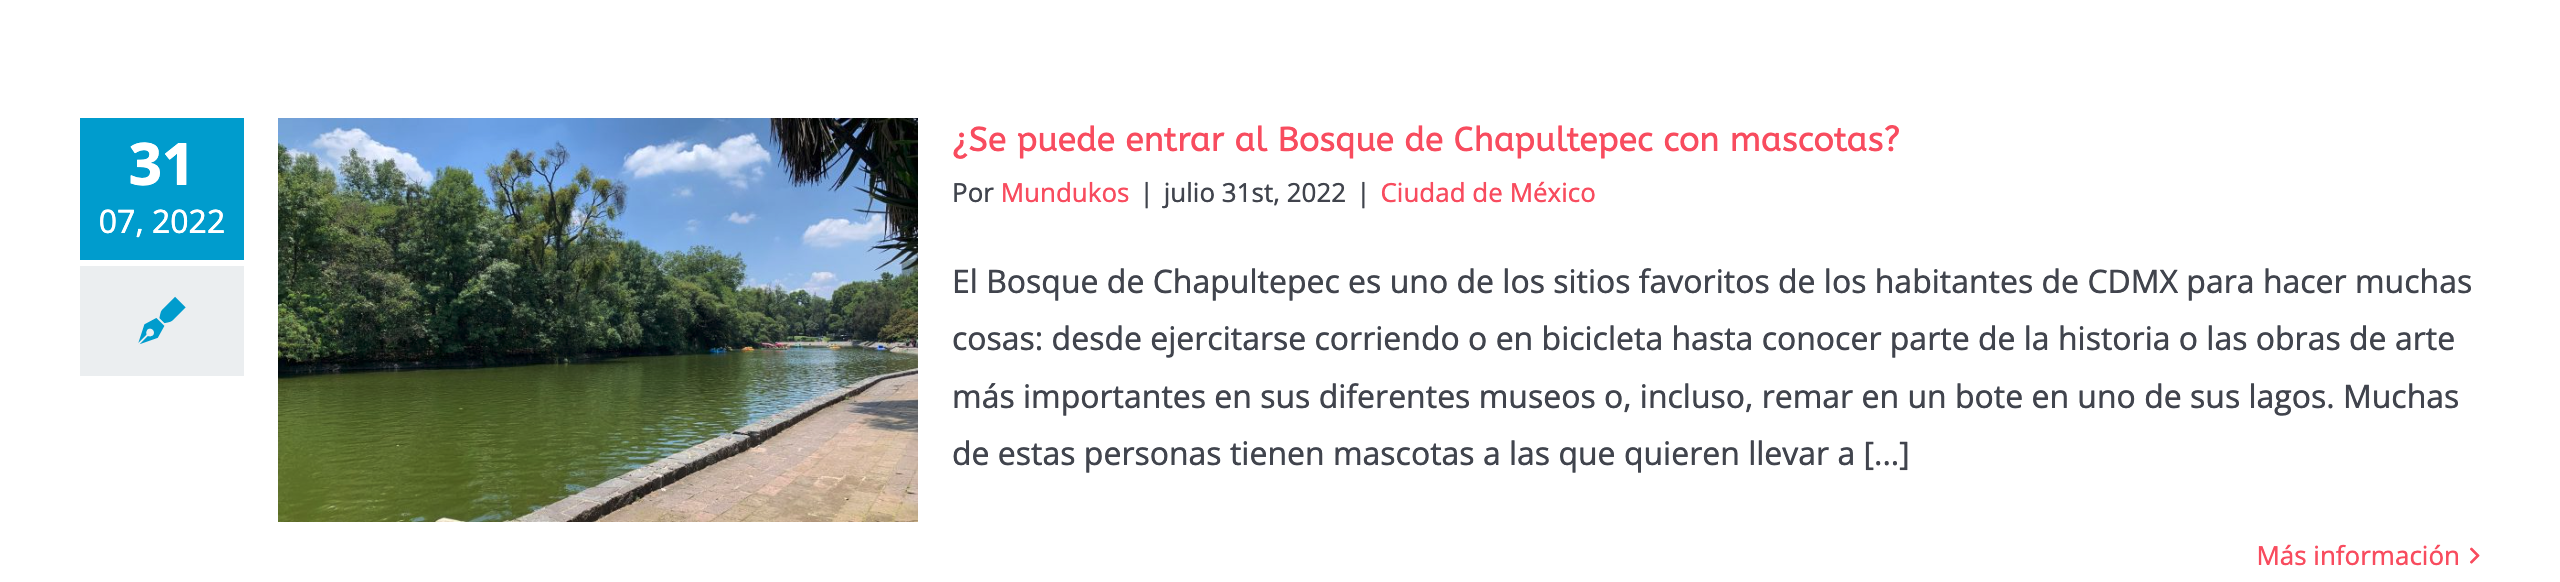 31
07, 2022
¿Se puede entrar al Bosque de Chapultepec con mascotas?
Por Mundukos | julio 31st, 2022 | Ciudad de México
El Bosque de Chapultepec es uno de los sitios favoritos de los habitantes de CDMX para hacer muchas
cosas: desde ejercitarse corriendo o en bicicleta hasta conocer parte de la historia o las obras de arte
más importantes en sus diferentes museos o, incluso, remar en un bote en uno de sus lagos. Muchas
de estas personas tienen mascotas a las que quieren llevar a [...]
Más información >